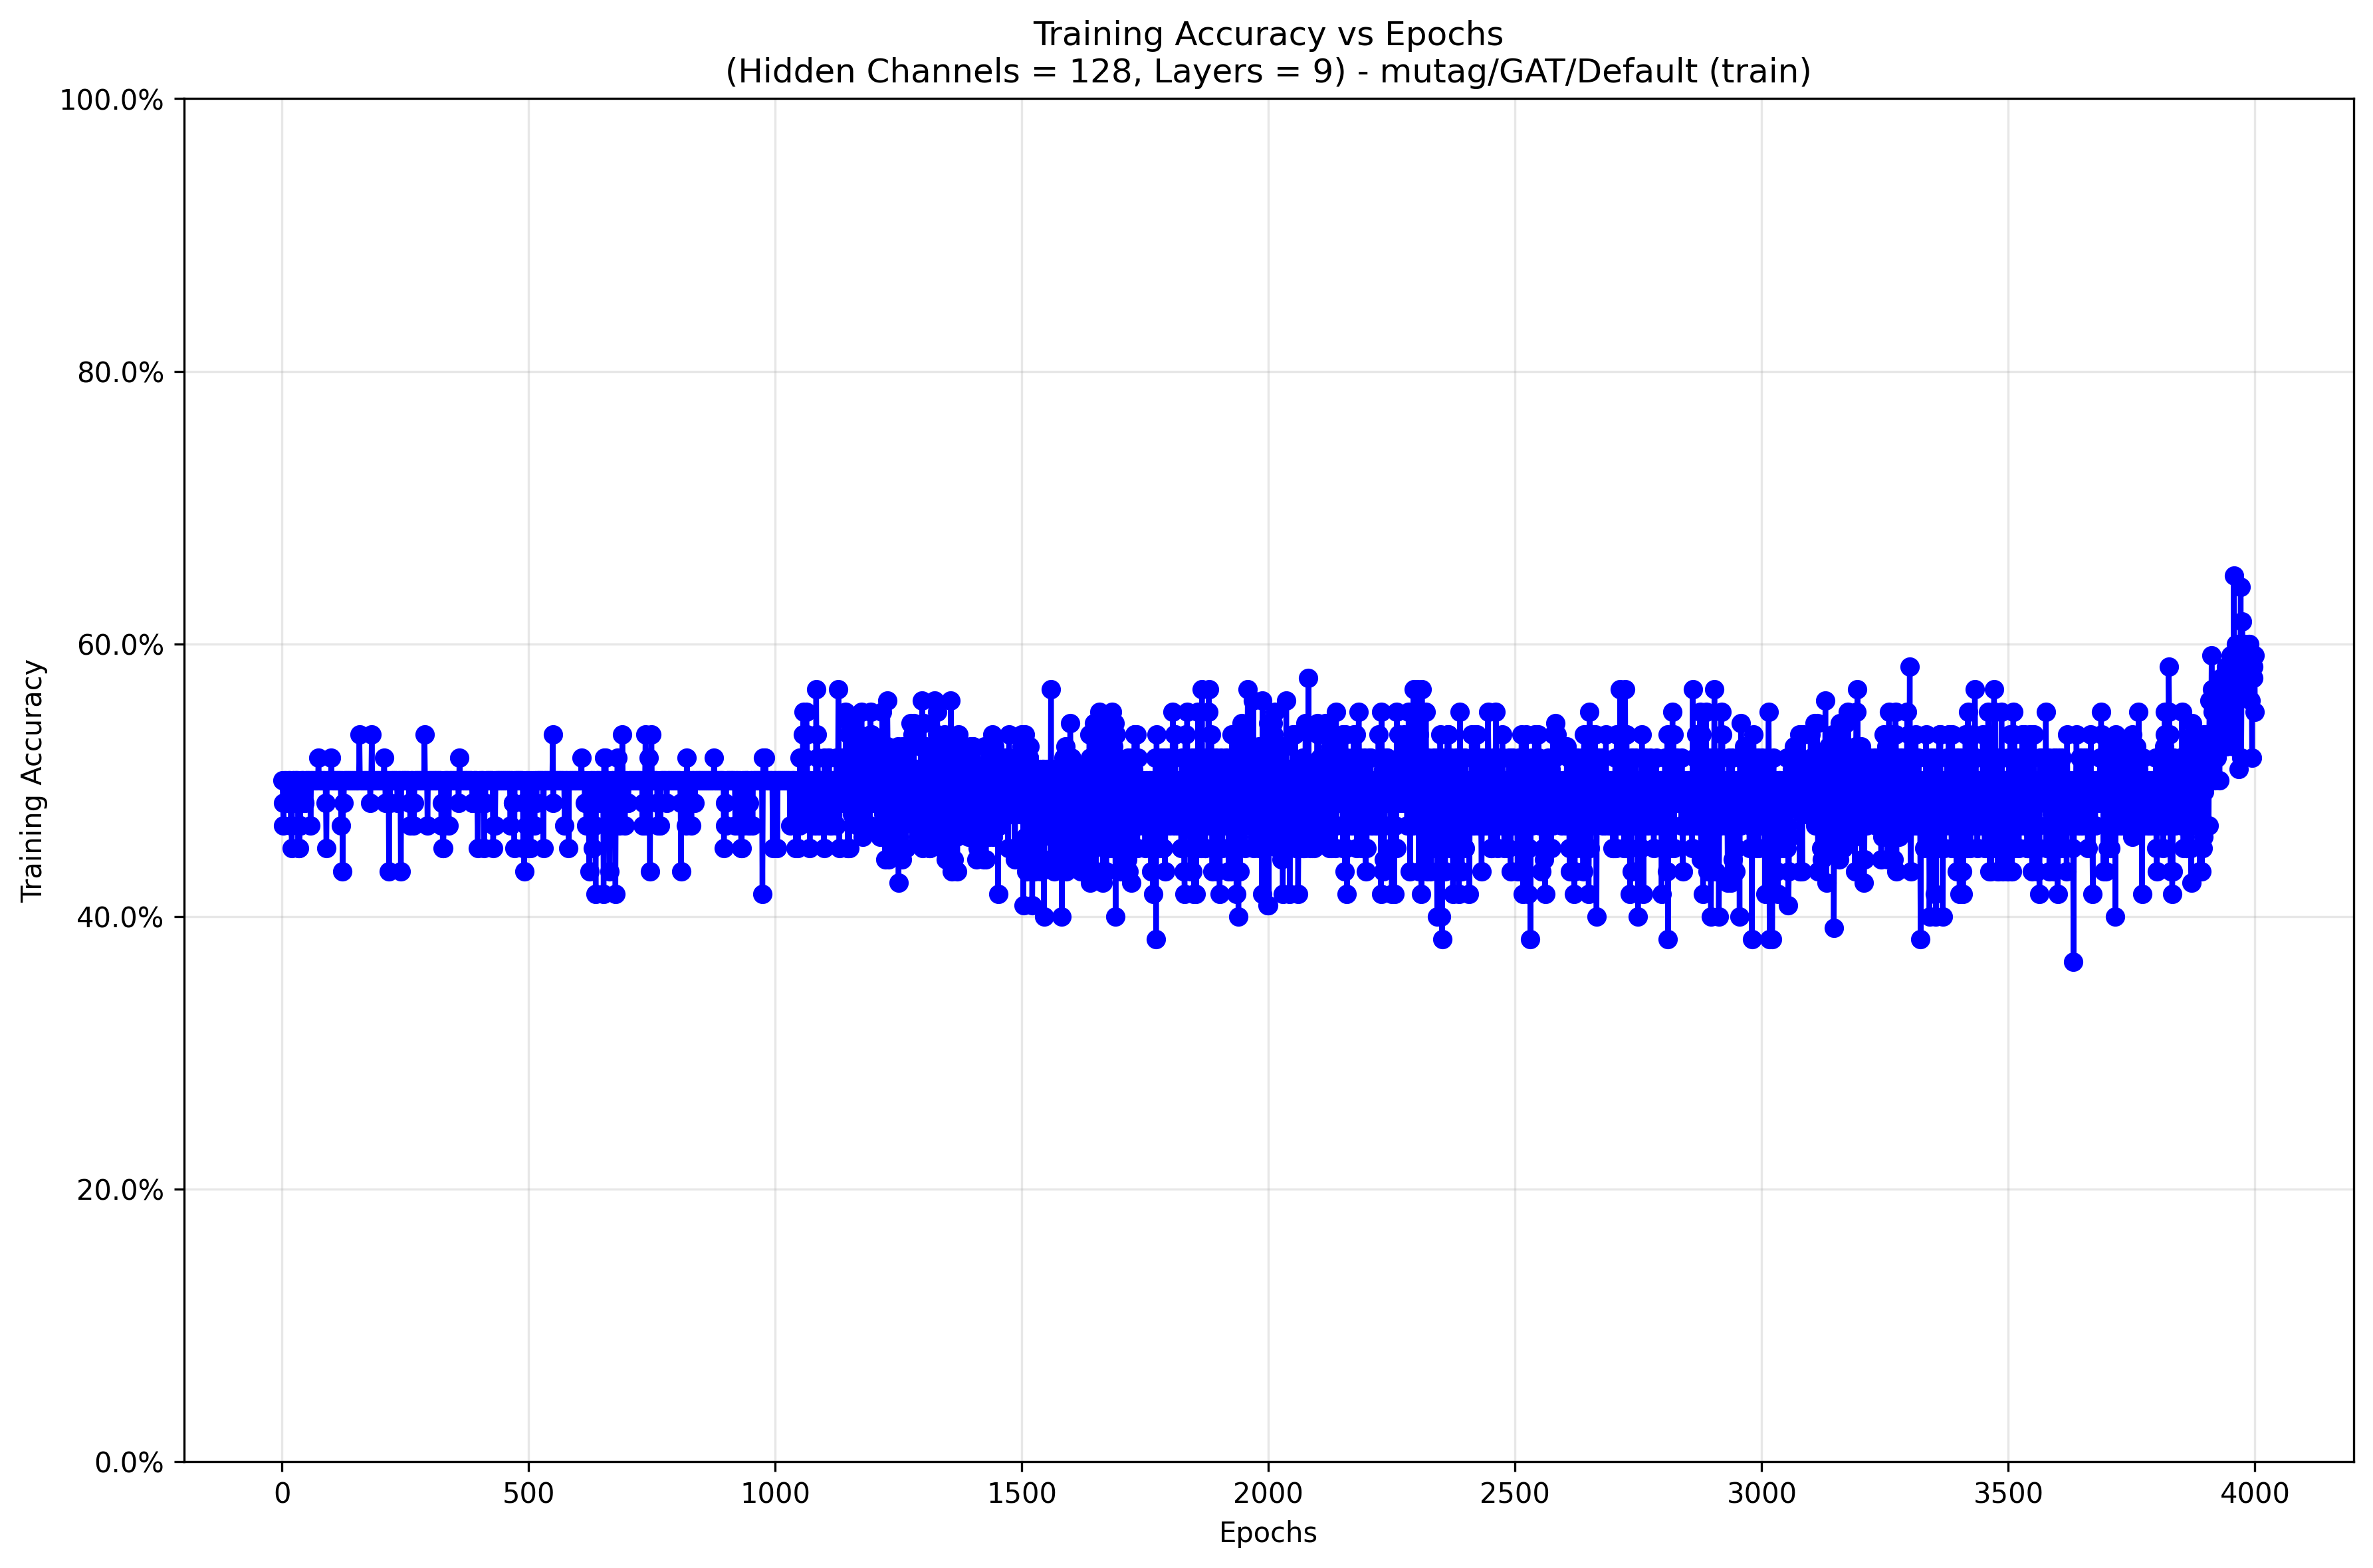 Training Accuracy vs Epochs
(Hidden Channels = 128, Layers = 9) - mutag/GAT/Default (train)
100.0%
80.0%
60.0%
40.0%
20.0%
0.0%
Training Accuracy
0 500 1000 1500 2000 2500 3000 3500 4000
Epochs